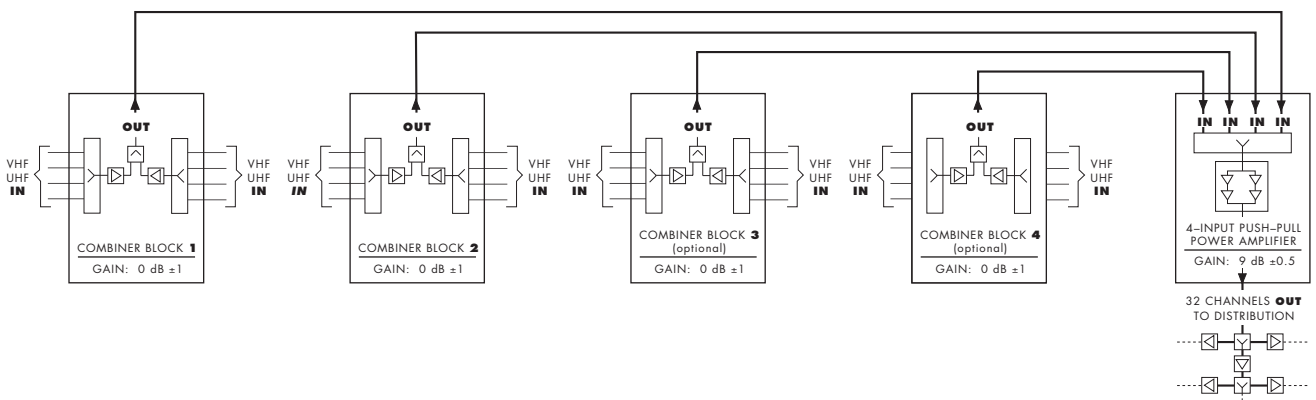 OUT
VHF
UHF
IN
VHF
UHF
IN
COMBINER BLOCK 1
GAIN: 0 dB ±1
OUT
VHF
UHF
IN
VHF
UHF
IN
COMBINER BLOCK 2
GAIN: 0 dB ±1
OUT
VHF
UHF
IN
VHF
UHF
IN
COMBINER BLOCK 3
(optional)
GAIN: 0 dB ±1
OUT
VHF
UHF
IN
VHF
UHF
IN
COMBINER BLOCK 4
(optional)
GAIN: 0 dB ±1
IN IN IN IN
4–INPUT PUSH–PULL
POWER AMPLIFIER
GAIN: 9 dB ±0.5
32 CHANNELS OUT
TO DISTRIBUTION